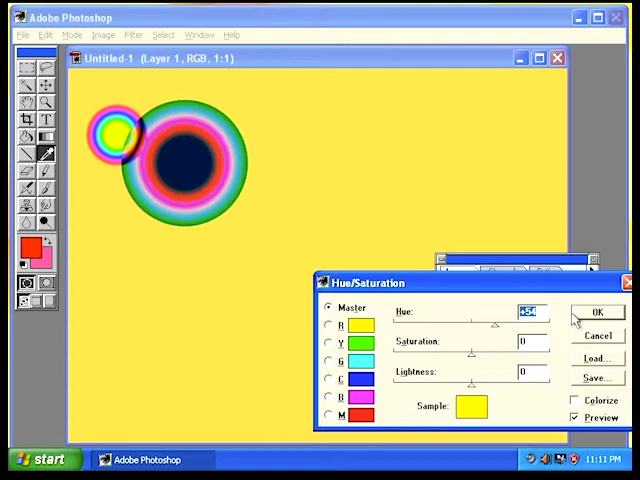 Adobe Photoshop
File Edit Mode Image Filter Select Window Help
Untitled-1 (Layer 1, RGB, 1:1)
Hue/Saturation
Master
Hue: +54
OK
R
Y
Saturation: 0
Cancel
G
Load...
C
Lightness: 0
Save...
B
Sample:
Colorize
M
Preview
start
Adobe Photoshop
11:11 PM